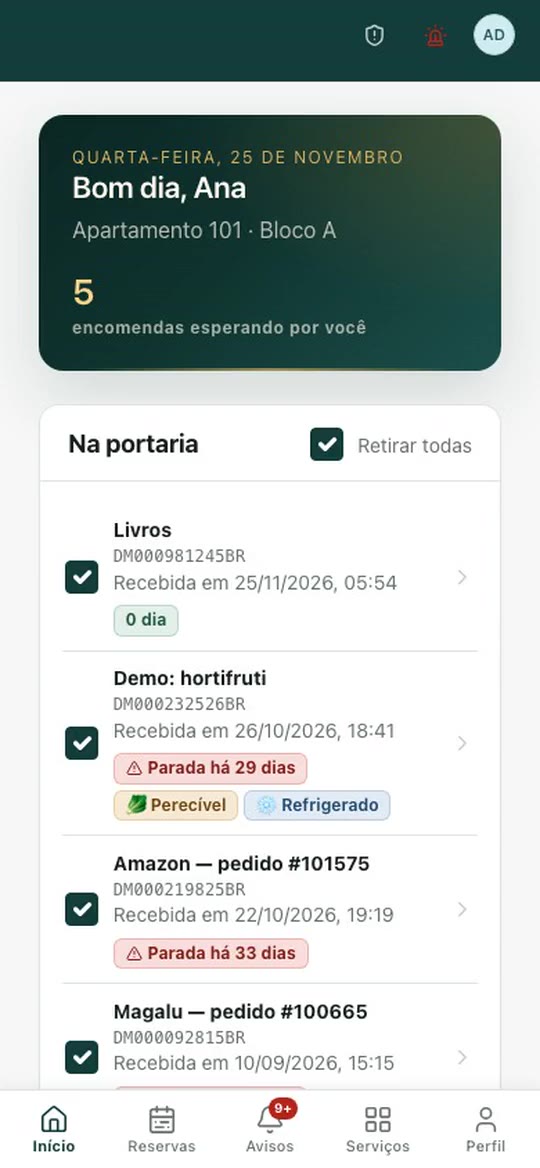 AD
QUARTA-FEIRA, 25 DE NOVEMBRO
Bom dia, Ana
Apartamento 101 · Bloco A
5
encomendas esperando por você
Na portaria
Retirar todas
Livros
DM000981245BR
Recebida em 25/11/2026, 05:54
0 dia
Demo: hortifruti
DM000232526BR
Recebida em 26/10/2026, 18:41
Parada há 29 dias
Perecível Refrigerado
Amazon — pedido #101575
DM000219825BR
Recebida em 22/10/2026, 19:19
Parada há 33 dias
Magalu — pedido #100665
DM000092815BR
Recebida em 10/09/2026, 15:15
9+
Início Reservas Avisos Serviços Perfil